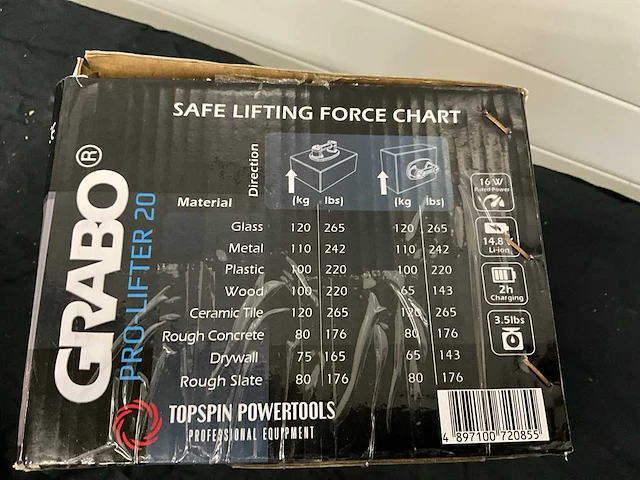 SAFE LIFTING FORCE CHART
GRABO®
PRO-LIFTER 20
Direction
Material (kg lbs) (kg lbs)
Glass 120 265 120 265
Metal 110 242 110 242
Plastic 100 220 100 220
Wood 100 220 65 143
Ceramic Tile 120 265 120 265
Rough Concrete 80 176 80 176
Drywall 75 165 65 143
Rough Slate 80 176 80 176
16 W
Rated Power
14.8
Li-ion
2h
Charging
3.5lbs
TOPSPIN POWERTOOLS
PROFESSIONAL EQUIPMENT
4 897100 720855